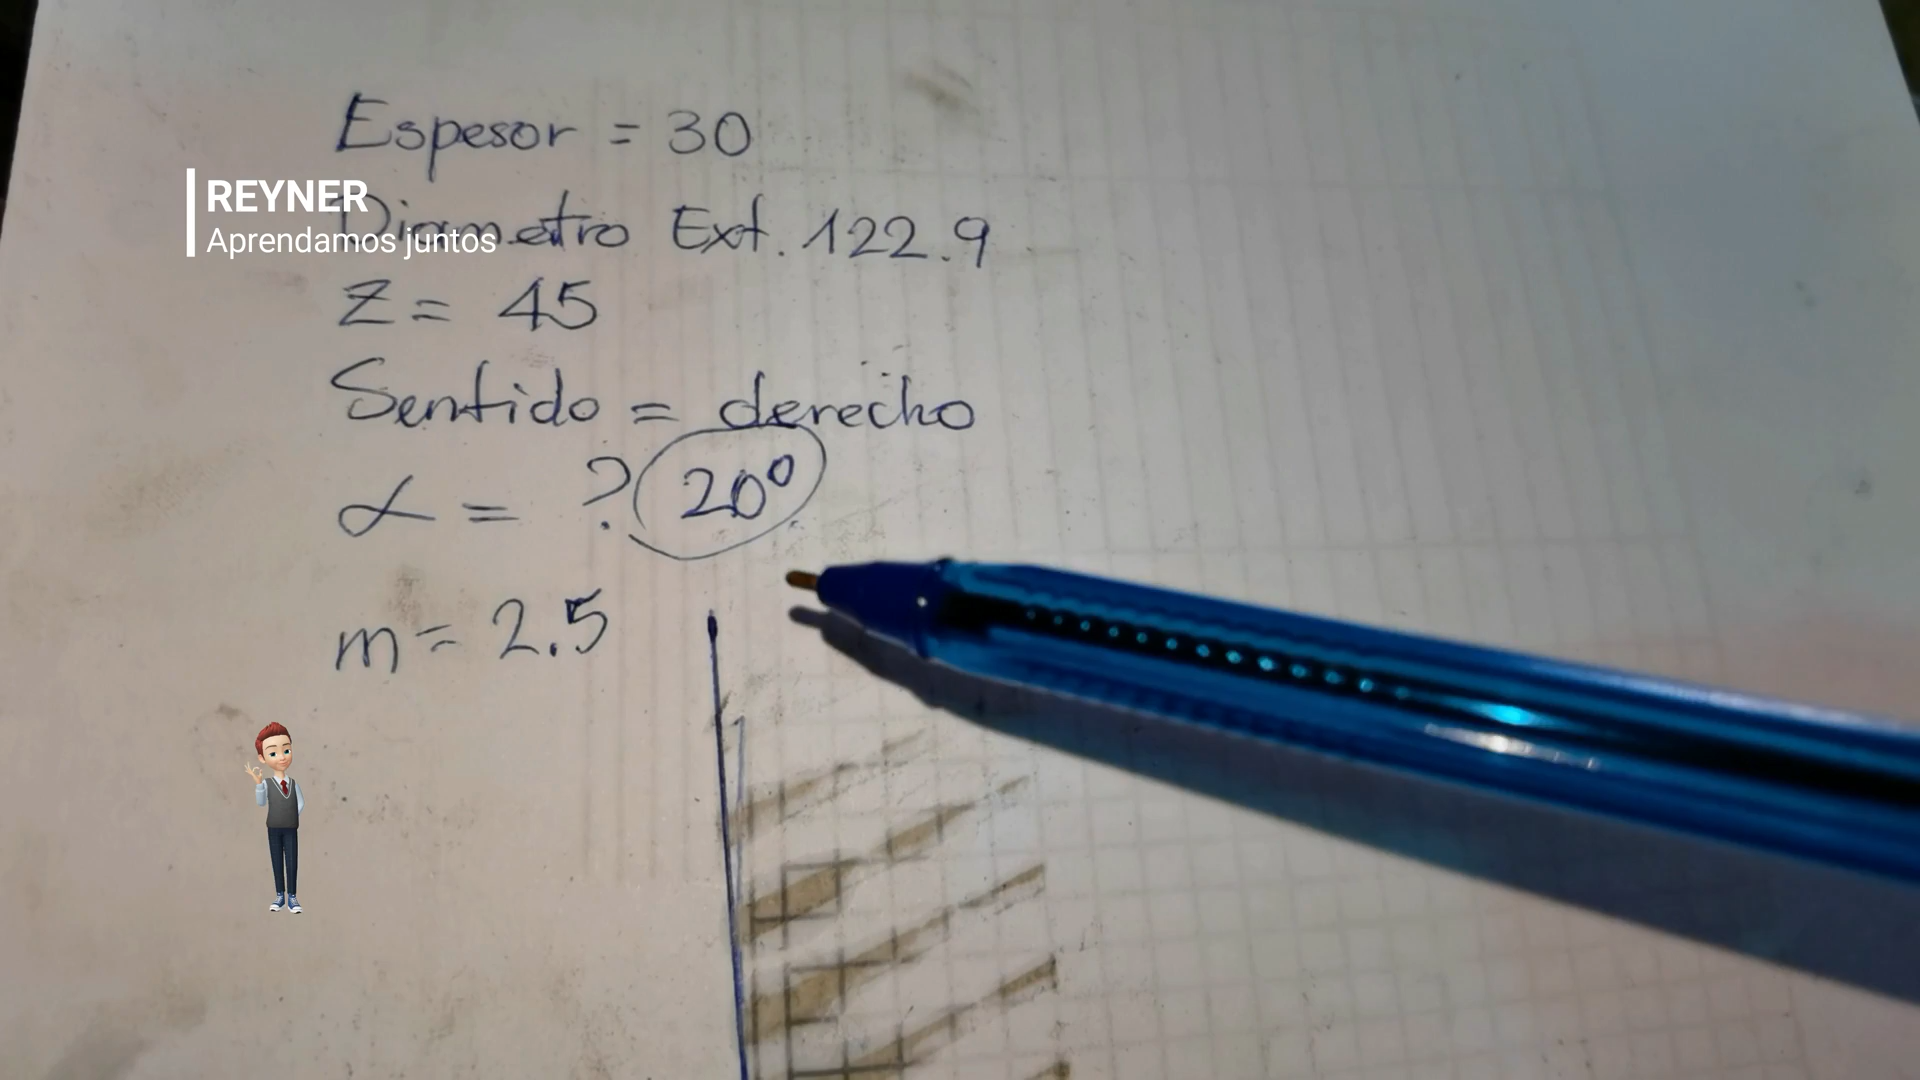 Espesor = 30
REYNER
Diametro Ext. 122.9
Aprendamos juntos
Z = 45
Sentido = derecho
α = ? 20°
m = 2.5